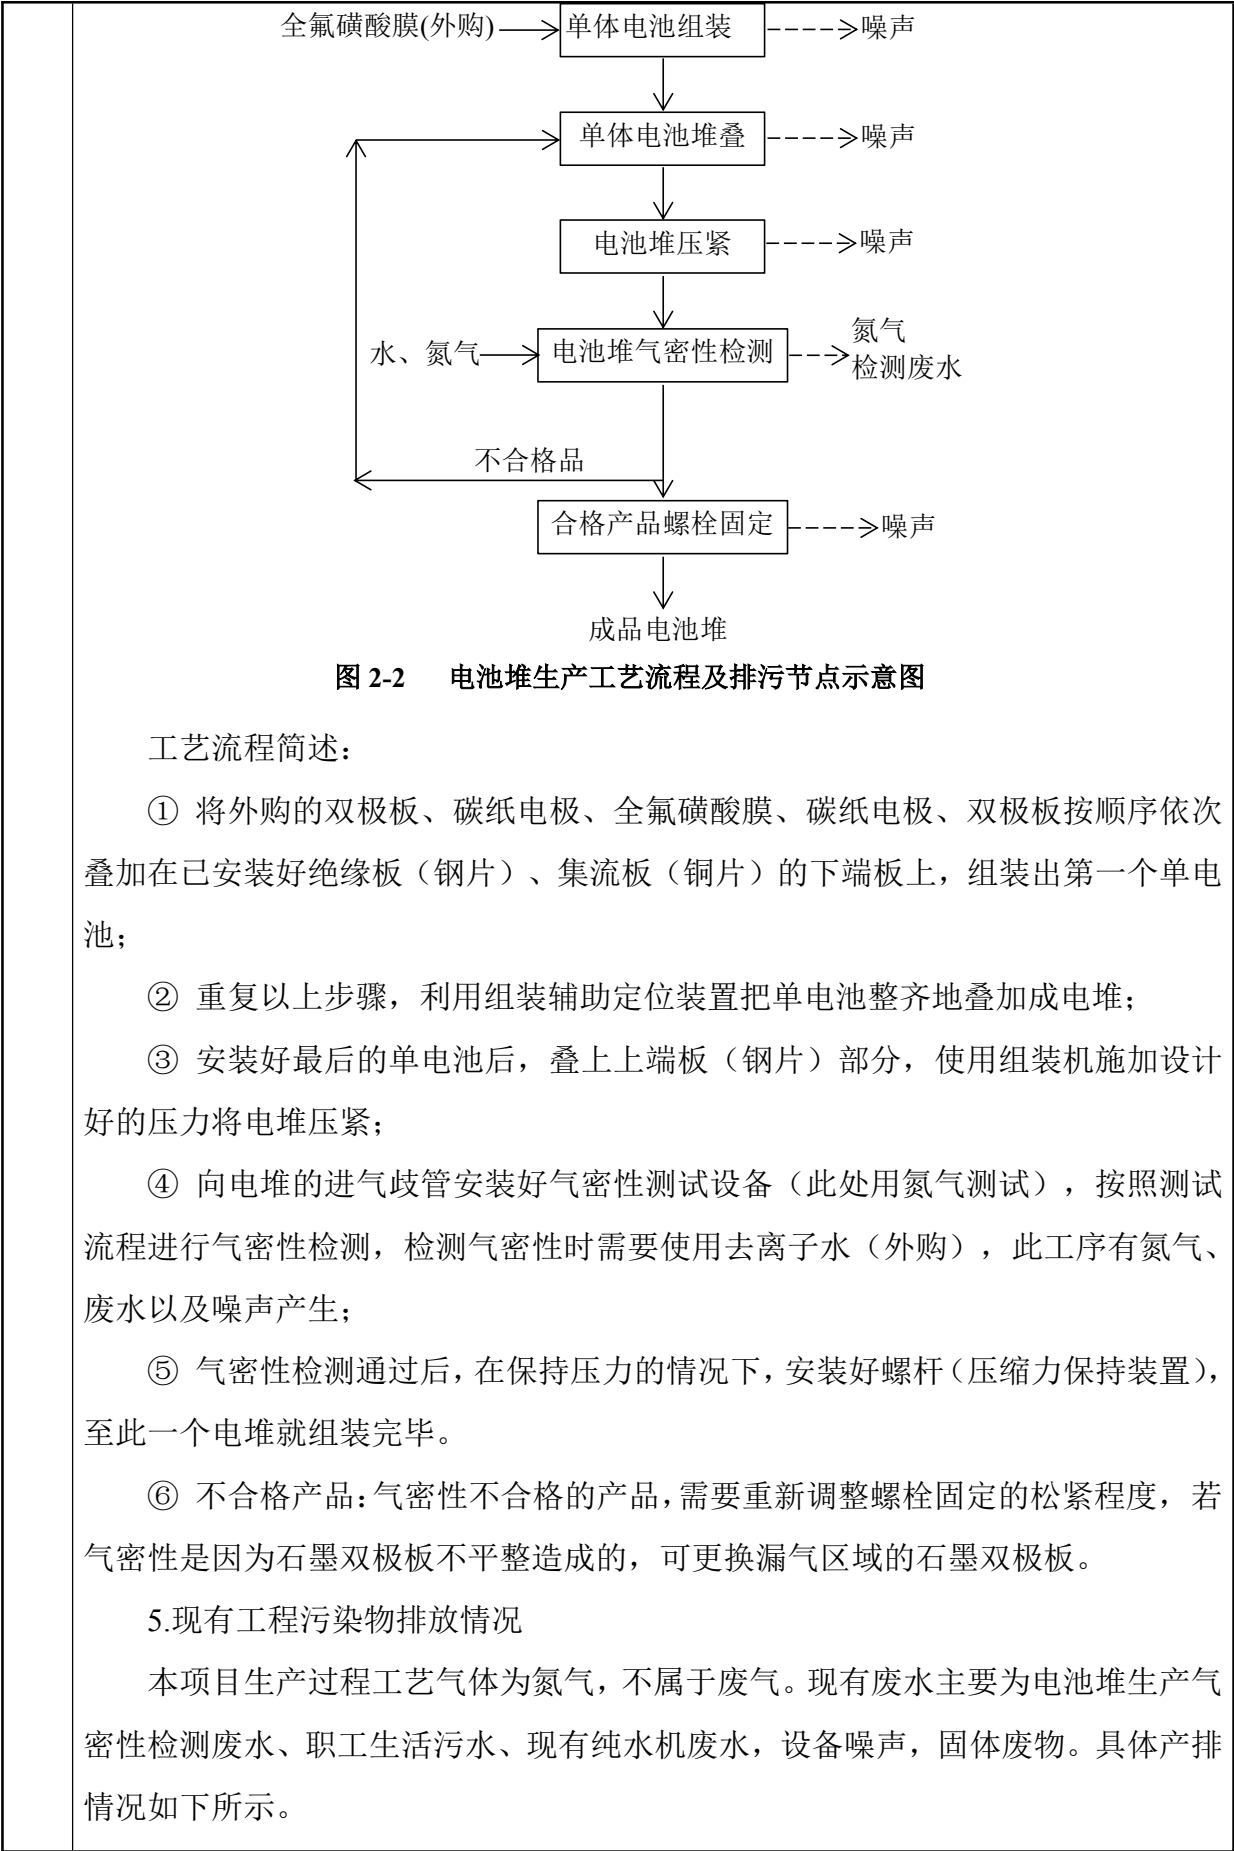 全氟磺酸膜(外购)
单体电池组装
噪声
单体电池堆叠
噪声
电池堆压紧
噪声
水、氮气
电池堆气密性检测
氮气
检测废水
不合格品
合格产品螺栓固定
噪声
成品电池堆
图 2-2 电池堆生产工艺流程及排污节点示意图
工艺流程简述：
① 将外购的双极板、碳纸电极、全氟磺酸膜、碳纸电极、双极板按顺序依次
叠加在已安装好绝缘板（钢片）、集流板（铜片）的下端板上，组装出第一个单电
池；
② 重复以上步骤，利用组装辅助定位装置把单电池整齐地叠加成电堆；
③ 安装好最后的单电池后，叠上上端板（钢片）部分，使用组装机施加设计
好的压力将电堆压紧；
④ 向电堆的进气歧管安装好气密性测试设备（此处用氮气测试），按照测试
流程进行气密性检测，检测气密性时需要使用去离子水（外购），此工序有氮气、
废水以及噪声产生；
⑤ 气密性检测通过后，在保持压力的情况下，安装好螺杆（压缩力保持装置），
至此一个电堆就组装完毕。
⑥ 不合格产品：气密性不合格的产品，需要重新调整螺栓固定的松紧程度，若
气密性是因为石墨双极板不平整造成的，可更换漏气区域的石墨双极板。
5.现有工程污染物排放情况
本项目生产过程工艺气体为氮气，不属于废气。现有废水主要为电池堆生产气
密性检测废水、职工生活污水、现有纯水机废水，设备噪声，固体废物。具体产排
情况如下所示。